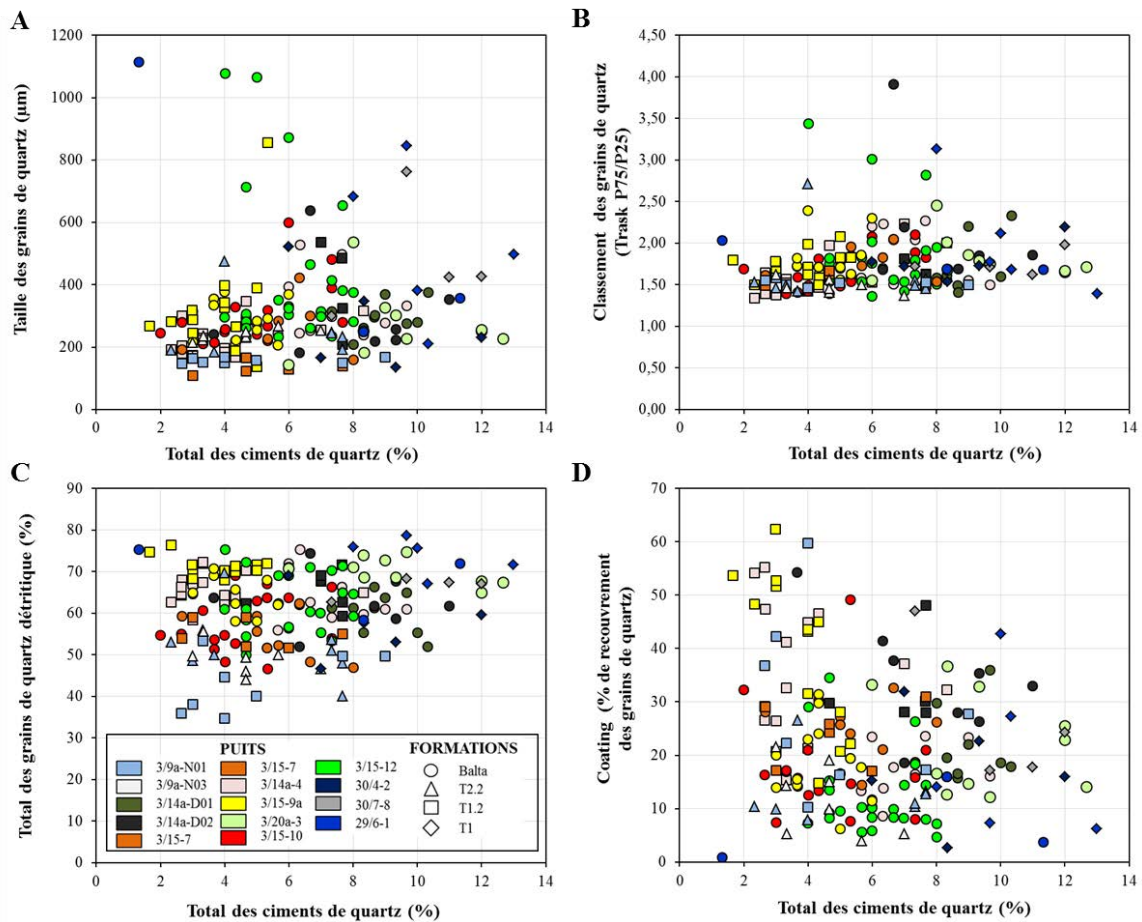 A
1200
1000
800
600
400
200
0
Taille des grains de quartz (µm)
0 2 4 6 8 10 12 14
Total des ciments de quartz (%)
B
4,50
4,00
3,50
3,00
2,50
2,00
1,50
1,00
0,50
0,00
Classement des grains de quartz
(Trask P75/P25)
0 2 4 6 8 10 12 14
Total des ciments de quartz (%)
C
90
80
70
60
50
40
30
20
10
0
Total des grains de quartz détritique (%)
PUITS
3/9a-N01
3/9a-N03
3/14a-D01
3/14a-D02
3/15-7
3/15-7
3/14a-4
3/15-9a
3/20a-3
3/15-10
3/15-12
30/4-2
30/7-8
29/6-1
FORMATIONS
Balta
T2.2
T1.2
T1
0 2 4 6 8 10 12 14
Total des ciments de quartz (%)
D
70
60
50
40
30
20
10
0
Coating (% de recouvrement
des grains de quartz)
0 2 4 6 8 10 12 14
Total des ciments de quartz (%)